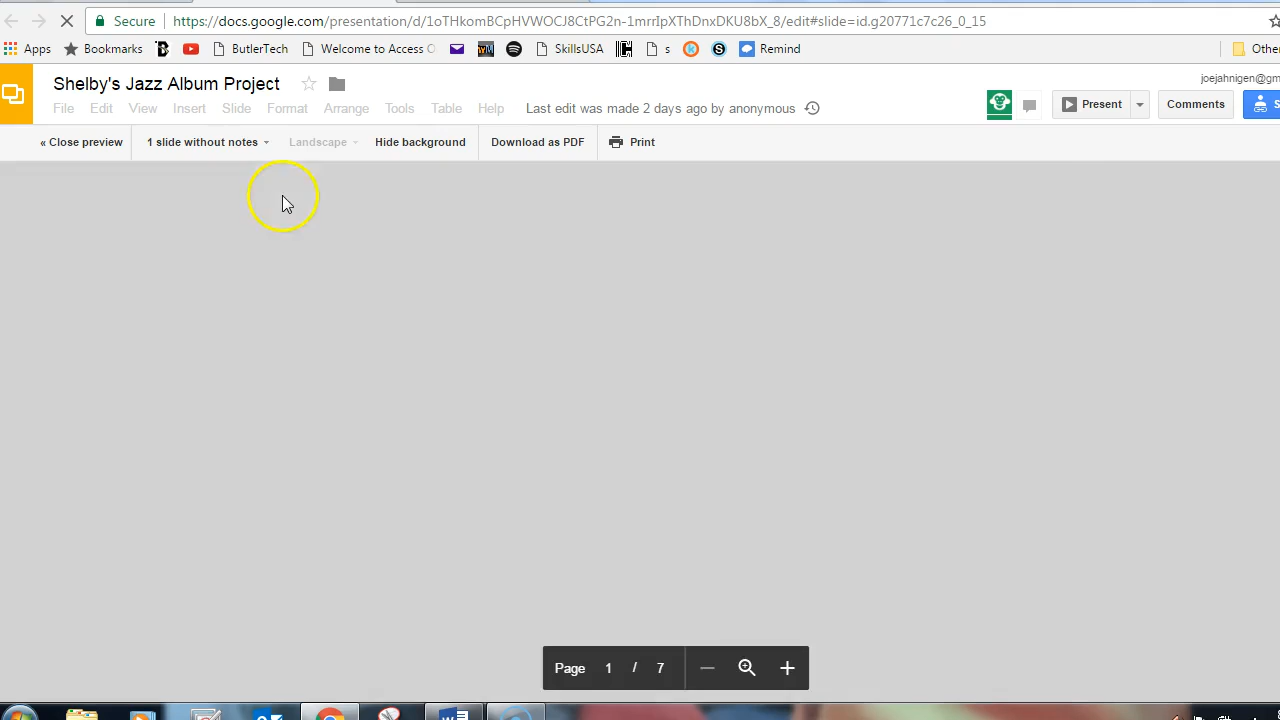 Secure https://docs.google.com/presentation/d/1oTHkomBCpHVWOCJ8CtPG2n-1mrrIpXThDnxDKU8bX_8/edit#slide=id.g20771c7c26_0_15
Apps Bookmarks ButlerTech Welcome to Access O SkillsUSA s Remind Other
Shelby's Jazz Album Project
joejahnigen@gm
File Edit View Insert Slide Format Arrange Tools Table Help Last edit was made 2 days ago by anonymous Present Comments S
« Close preview 1 slide without notes Landscape Hide background Download as PDF Print
Page 1 / 7